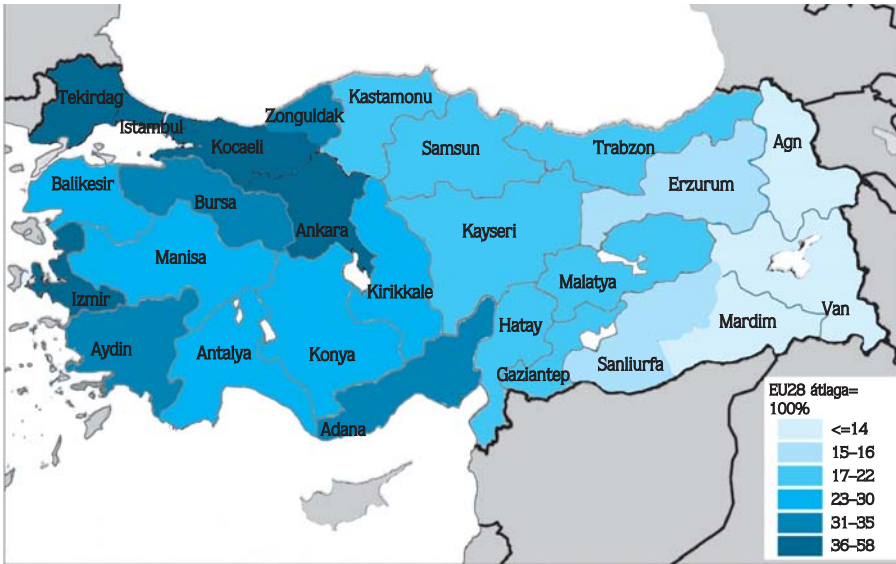 Tekirdag
Istambul
Zonguldak
Kastamonu
Kocaeli
Samsun
Trabzon
Agn
Balikesir
Bursa
Erzurum
Ankara
Kayseri
Manisa
Kirikkale
Malatya
Izmir
Hatay
Van
Mardim
Aydin
Antalya
Konya
Gaziantep
Sanliurfa
Adana
EU28 átlaga=
100%
<=14
15–16
17–22
23–30
31–35
36–58